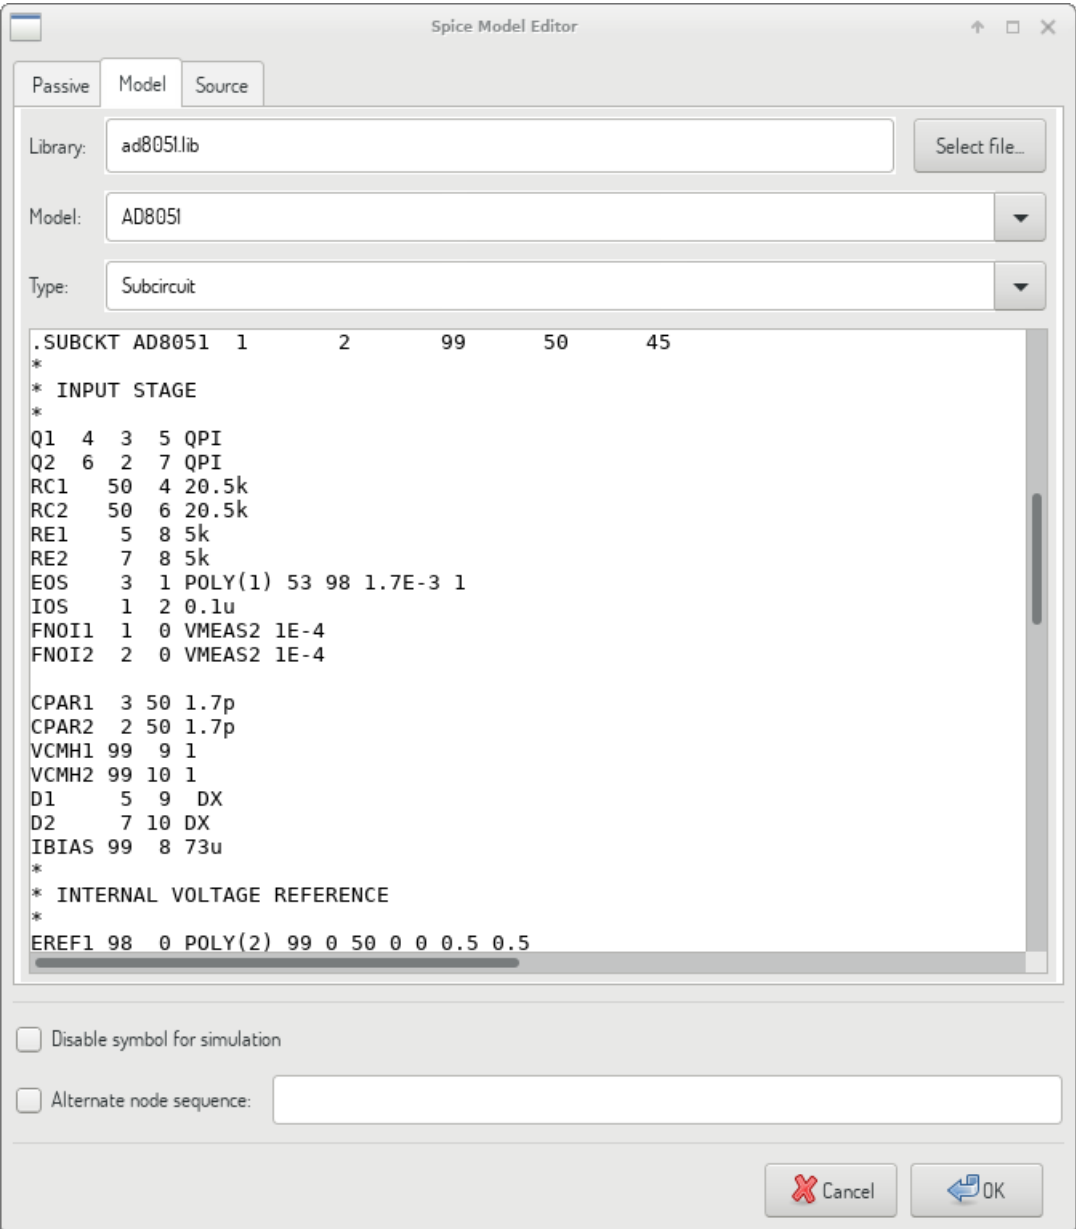 Spice Model Editor
Passive Model Source
Library: ad8051.lib Select file...
Model: AD8051
Type: Subcircuit
.SUBCKT AD8051  1       2       99      50      45
*
* INPUT STAGE
*
Q1  4  3  5 QPI
Q2  6  2  7 QPI
RC1   50  4 20.5k
RC2   50  6 20.5k
RE1    5  8 5k
RE2    7  8 5k
EOS    3  1 POLY(1) 53 98 1.7E-3 1
IOS    1  2 0.1u
FNOI1  1  0 VMEAS2 1E-4
FNOI2  2  0 VMEAS2 1E-4
CPAR1  3 50 1.7p
CPAR2  2 50 1.7p
VCMH1 99  9 1
VCMH2 99 10 1
D1     5  9  DX
D2     7 10 DX
IBIAS 99  8 73u
*
* INTERNAL VOLTAGE REFERENCE
*
EREF1 98  0 POLY(2) 99 0 50 0 0 0.5 0.5
Disable symbol for simulation
Alternate node sequence:
Cancel OK